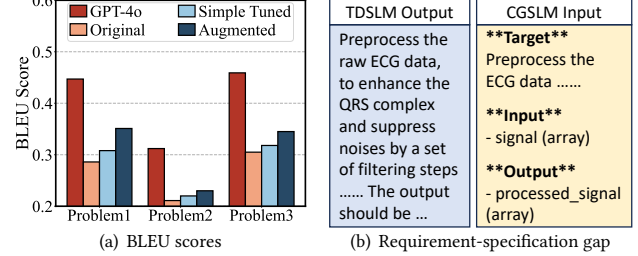 (a)
0.6
GPT-4o
Simple Tuned
Original
Augmented
0.5
0.4
0.3
0.2
BLEU Score
Problem1
Problem2
Problem3
(a) BLEU scores
(b)
TDSLM Output
Preprocess the
raw ECG data,
to enhance the
QRS complex
and suppress
noises by a set
of filtering steps
...... The output
should be ...
CGSLM Input
**Target**
Preprocess the
ECG data ......
**Input**
- signal (array)
**Output**
- processed_signal
(array)
(b) Requirement-specification gap